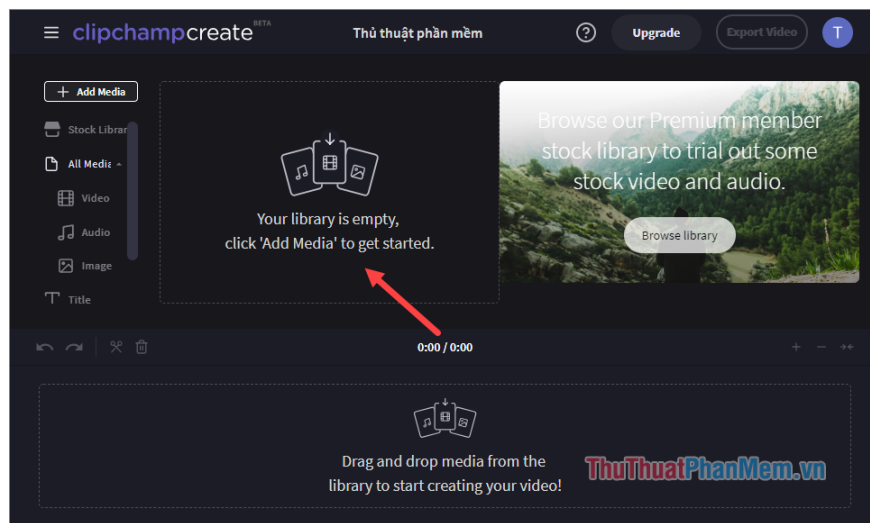 clipchampcreate BETA
Thủ thuật phần mềm
?
Upgrade
Export Video
T
+ Add Media
Stock Librar
All Media
Video
Audio
Image
Title
Your library is empty,
click 'Add Media' to get started.
Browse our Premium member
stock library to trial out some
stock video and audio.
Browse library
0:00 / 0:00
Drag and drop media from the
library to start creating your video!
ThuThuatPhanMem.vn